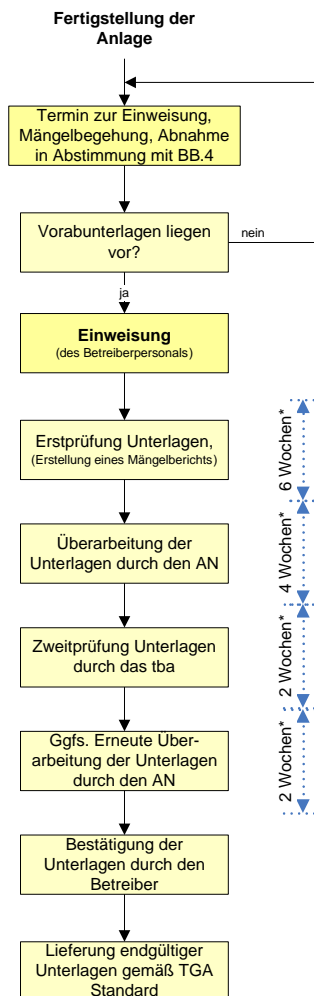 Fertigstellung der
Anlage
Termin zur Einweisung,
Mängelbegehung, Abnahme
in Abstimmung mit BB.4
Vorabunterlagen liegen
vor?
nein
ja
Einweisung
(des Betreiberpersonals)
Erstprüfung Unterlagen,
(Erstellung eines Mängelberichts)
6 Wochen*
Überarbeitung der
Unterlagen durch den AN
4 Wochen*
Zweitprüfung Unterlagen
durch das tba
2 Wochen*
Ggfs. Erneute Über-
arbeitung der Unterlagen
durch den AN
2 Wochen*
Bestätigung der
Unterlagen durch den
Betreiber
Lieferung endgültiger
Unterlagen gemäß TGA
Standard